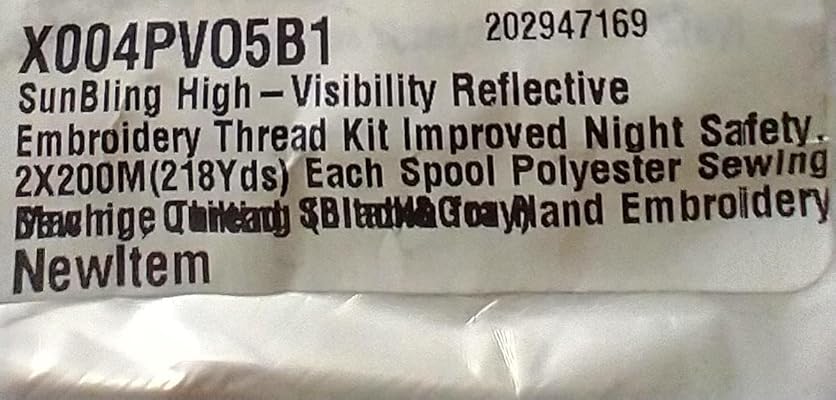 X004PVO5B1
202947169
SunBling High-Visibility Reflective
Embroidery Thread Kit Improved Night Safety.
2X200M(218Yds) Each Spool Polyester Sewing
Hand Embroidery
NewItem